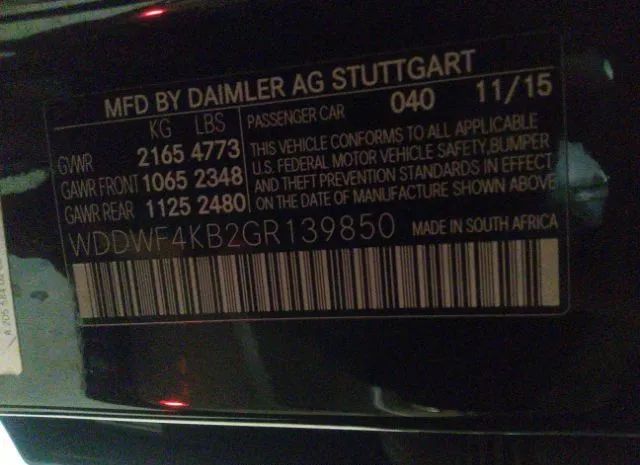 MFD BY DAIMLER AG STUTTGART
KG LBS PASSENGER CAR 040 11/15
GVWR 2165 4773
GAWR FRONT 1065 2348
GAWR REAR 1125 2480
THIS VEHICLE CONFORMS TO ALL APPLICABLE
U.S. FEDERAL MOTOR VEHICLE SAFETY, BUMPER
AND THEFT PREVENTION STANDARDS IN EFFECT
ON THE DATE OF MANUFACTURE SHOWN ABOVE
WDDWF4KB2GR139850 MADE IN SOUTH AFRICA